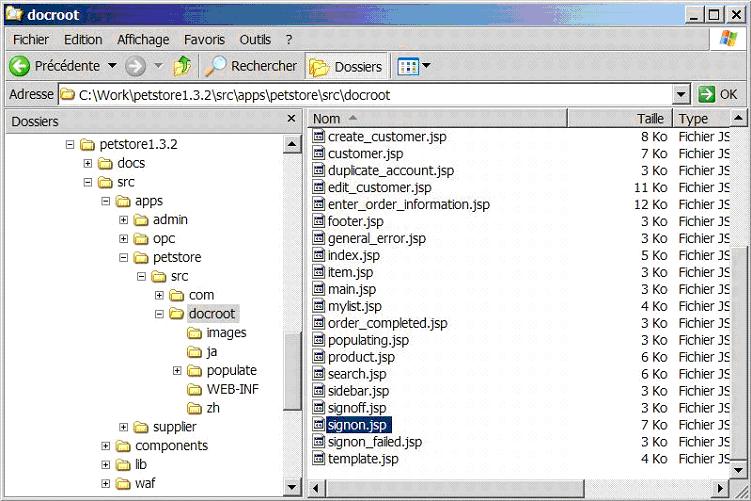 docroot
Fichier Edition Affichage Favoris Outils ?
Précédente Rechercher Dossiers
Adresse C:\Work\petstore1.3.2\src\apps\petstore\src\docroot OK
Dossiers
petstore1.3.2
docs
src
apps
admin
opc
petstore
src
com
docroot
images
ja
populate
WEB-INF
zh
supplier
components
lib
waf
Nom Taille Type
create_customer.jsp 8 Ko Fichier JS
customer.jsp 7 Ko Fichier JS
duplicate_account.jsp 3 Ko Fichier JS
edit_customer.jsp 11 Ko Fichier JS
enter_order_information.jsp 12 Ko Fichier JS
footer.jsp 3 Ko Fichier JS
general_error.jsp 3 Ko Fichier JS
index.jsp 5 Ko Fichier JS
item.jsp 3 Ko Fichier JS
main.jsp 3 Ko Fichier JS
mylist.jsp 4 Ko Fichier JS
order_completed.jsp 3 Ko Fichier JS
populating.jsp 3 Ko Fichier JS
product.jsp 6 Ko Fichier JS
search.jsp 6 Ko Fichier JS
sidebar.jsp 3 Ko Fichier JS
signoff.jsp 3 Ko Fichier JS
signon.jsp 7 Ko Fichier JS
signon_failed.jsp 3 Ko Fichier JS
template.jsp 4 Ko Fichier JS